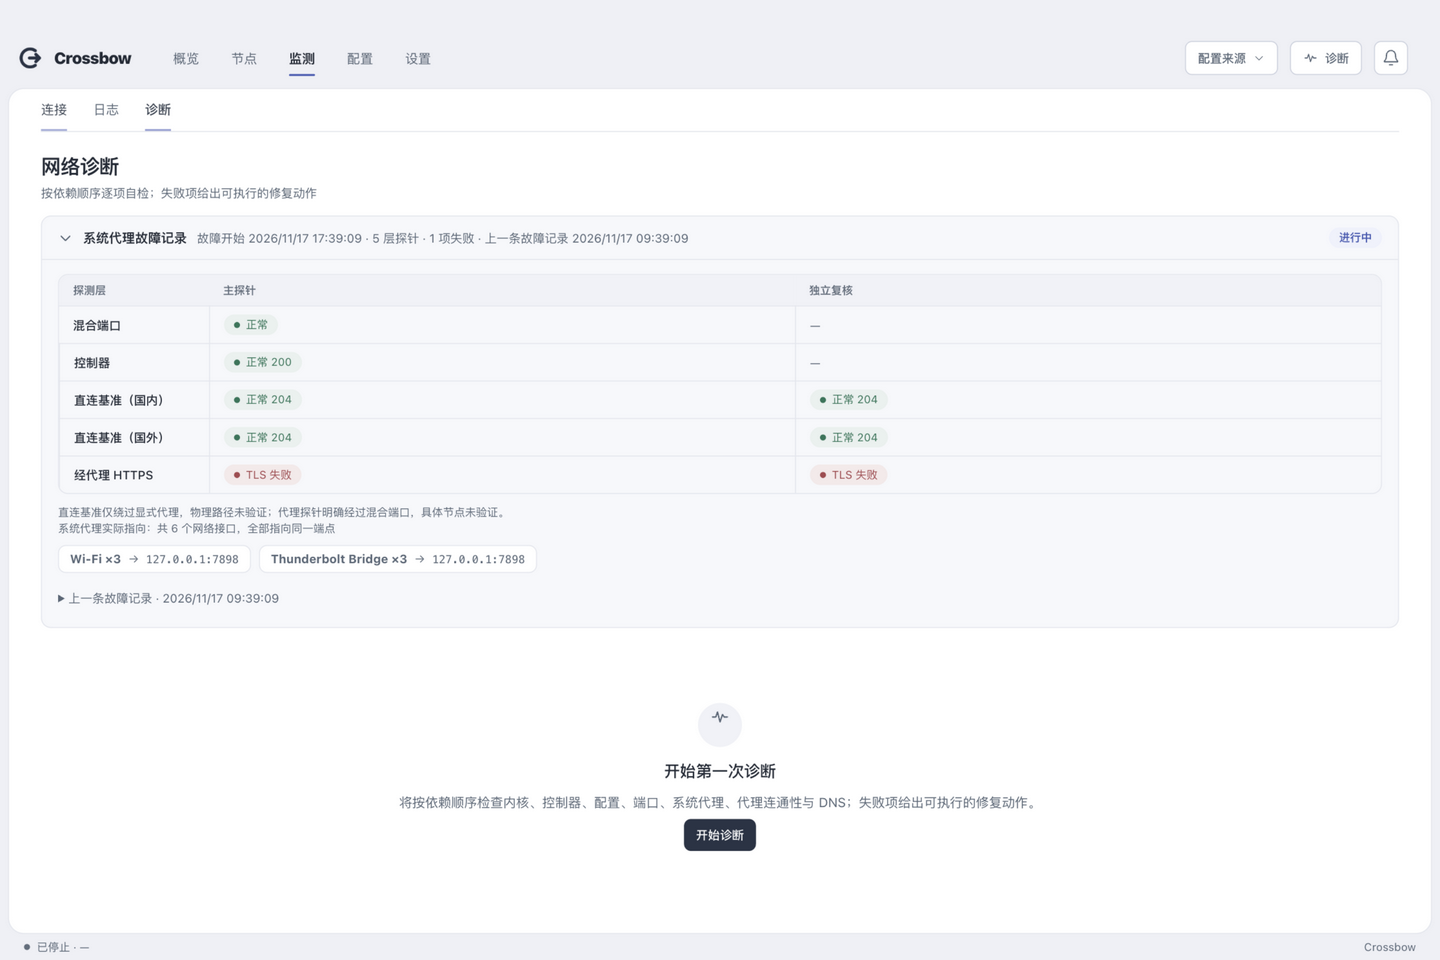 Crossbow 概览 节点 监测 配置 设置 配置来源 诊断
连接 日志 诊断
网络诊断
按依赖顺序逐项自检；失败项给出可执行的修复动作
系统代理故障记录 故障开始 2026/11/17 17:39:09 · 5 层探针 · 1 项失败 · 上一条故障记录 2026/11/17 09:39:09 进行中
探测层 主探针 独立复核
混合端口 正常 —
控制器 正常 200 —
直连基准（国内） 正常 204 正常 204
直连基准（国外） 正常 204 正常 204
经代理 HTTPS TLS 失败 TLS 失败
直连基准仅绕过显式代理，物理路径未验证；代理探针明确经过混合端口，具体节点未验证。
系统代理实际指向：共 6 个网络接口，全部指向同一端点
Wi-Fi ×3 → 127.0.0.1:7898 Thunderbolt Bridge ×3 → 127.0.0.1:7898
▶ 上一条故障记录 · 2026/11/17 09:39:09
开始第一次诊断
将按依赖顺序检查内核、控制器、配置、端口、系统代理、代理连通性与 DNS；失败项给出可执行的修复动作。
开始诊断
已停止 · — Crossbow